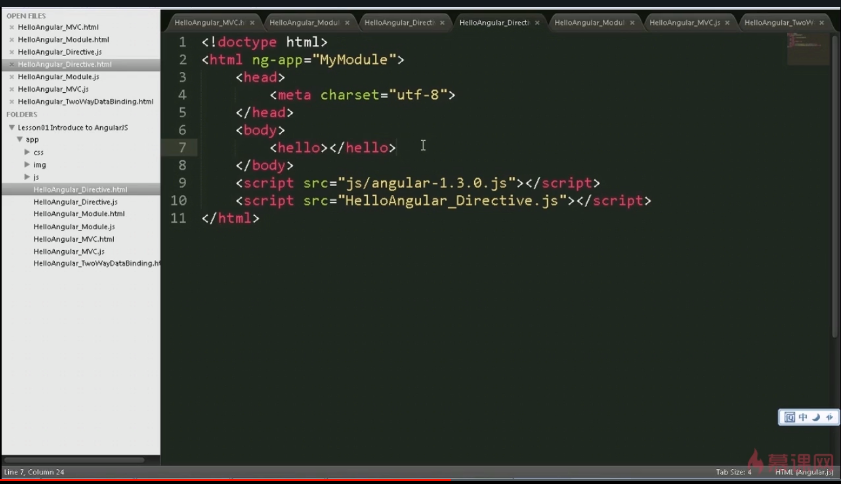 OPEN FILES
HelloAngular_MVC.html
HelloAngular_Module.html
HelloAngular_Directive.js
HelloAngular_Directive.html
HelloAngular_Module.js
HelloAngular_MVC.js
HelloAngular_TwoWayDataBinding.html
FOLDERS
Lesson01 Introduce to AngularJS
app
css
img
js
HelloAngular_Directive.html
HelloAngular_Directive.js
HelloAngular_Module.html
HelloAngular_Module.js
HelloAngular_MVC.html
HelloAngular_MVC.js
HelloAngular_TwoWayDataBinding.ht
HelloAngular_MVC.h HelloAngular_Modul HelloAngular_Directi HelloAngular_Directi HelloAngular_Modul HelloAngular_MVC.js HelloAngular_TwoW
1 <!doctype html>
2 <html ng-app="MyModule">
3 <head>
4 <meta charset="utf-8">
5 </head>
6 <body>
7 <hello></hello>
8 </body>
9 <script src="js/angular-1.3.0.js"></script>
10 <script src="HelloAngular_Directive.js"></script>
11 </html>
中
慕课网
Line 7, Column 24 Tab Size: 4 HTML (Angular.js)